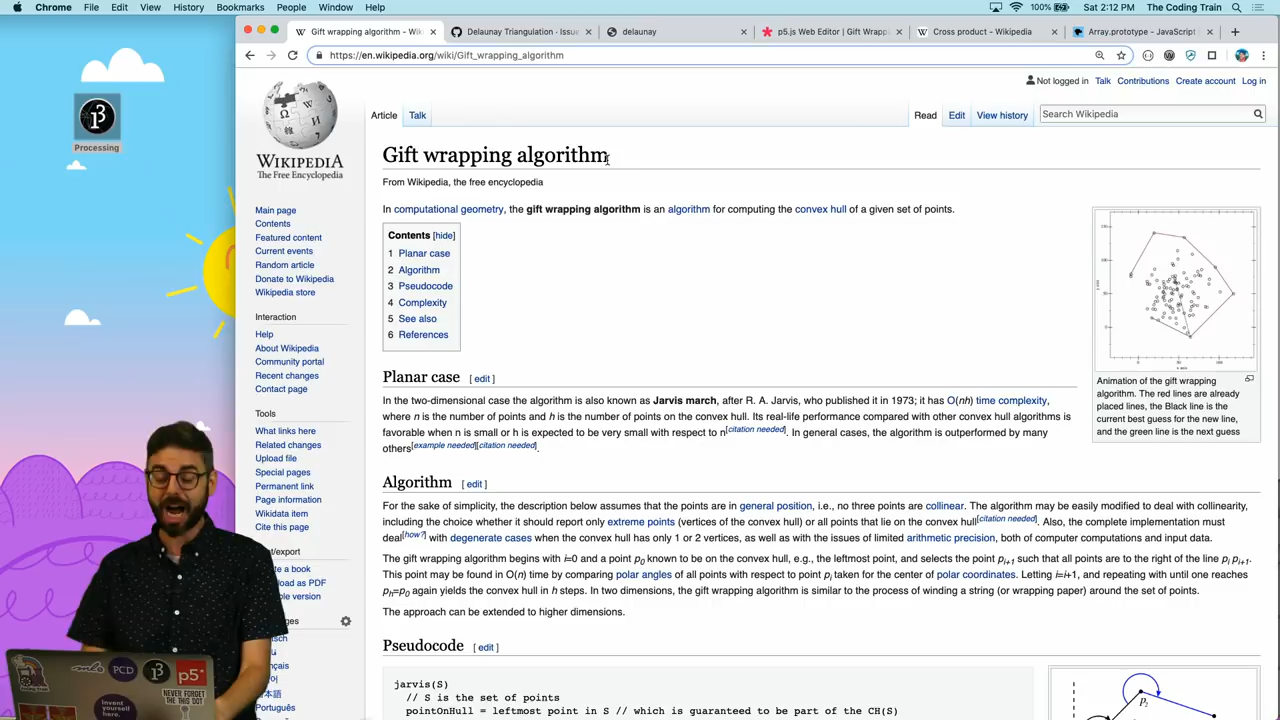 Chrome File Edit View History Bookmarks People Window Help 100% Sat 2:12 PM The Coding Train
Gift wrapping algorithm - Wi Delaunay Triangulation · Issue delaunay p5.js Web Editor | Gift Wrapp Cross product - Wikipedia Array.prototype - JavaScript
https://en.wikipedia.org/wiki/Gift_wrapping_algorithm
Not logged in Talk Contributions Create account Log in
Article Talk Read Edit View history Search Wikipedia
Processing
WIKIPEDIA
The Free Encyclopedia
Main page
Contents
Featured content
Current events
Random article
Donate to Wikipedia
Wikipedia store
Interaction
Help
About Wikipedia
Community portal
Recent changes
Contact page
Tools
What links here
Related changes
Upload file
Special pages
Permanent link
Page information
Wikidata item
Cite this page
t/export
te a book
load as PDF
ble version
ges
tsch
nçais
日本語
Português
Gift wrapping algorithm
From Wikipedia, the free encyclopedia
In computational geometry, the gift wrapping algorithm is an algorithm for computing the convex hull of a given set of points.
Contents [hide]
1 Planar case
2 Algorithm
3 Pseudocode
4 Complexity
5 See also
6 References
Animation of the gift wrapping
algorithm. The red lines are already
placed lines, the Black line is the
current best guess for the new line,
and the green line is the next guess
Planar case [ edit ]
In the two-dimensional case the algorithm is also known as Jarvis march, after R. A. Jarvis, who published it in 1973; it has O(nh) time complexity,
where n is the number of points and h is the number of points on the convex hull. Its real-life performance compared with other convex hull algorithms is
favorable when n is small or h is expected to be very small with respect to n[citation needed]. In general cases, the algorithm is outperformed by many
others[example needed][citation needed].
Algorithm [ edit ]
For the sake of simplicity, the description below assumes that the points are in general position, i.e., no three points are collinear. The algorithm may be easily modified to deal with collinearity,
including the choice whether it should report only extreme points (vertices of the convex hull) or all points that lie on the convex hull[citation needed]. Also, the complete implementation must
deal[how?] with degenerate cases when the convex hull has only 1 or 2 vertices, as well as with the issues of limited arithmetic precision, both of computer computations and input data.
The gift wrapping algorithm begins with i=0 and a point p0 known to be on the convex hull, e.g., the leftmost point, and selects the point pi+1 such that all points are to the right of the line pi pi+1.
This point may be found in O(n) time by comparing polar angles of all points with respect to point pi taken for the center of polar coordinates. Letting i=i+1, and repeating with until one reaches
ph=p0 again yields the convex hull in h steps. In two dimensions, the gift wrapping algorithm is similar to the process of winding a string (or wrapping paper) around the set of points.
The approach can be extended to higher dimensions.
Pseudocode [ edit ]
jarvis(S)
// S is the set of points
pointOnHull = leftmost point in S // which is guaranteed to be part of the CH(S)
P2
PCD
p5*
NEVER FORGET
THE THIS DOT
Invent
yourself
here.